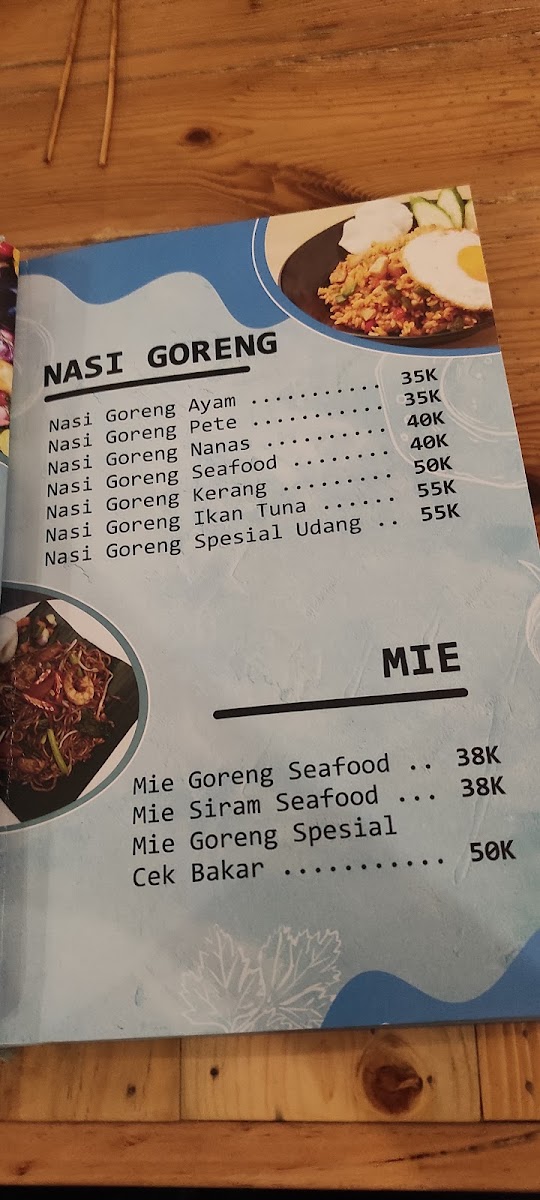 NASI GORENG
Nasi Goreng Ayam ........... 35K
Nasi Goreng Pete ........... 35K
Nasi Goreng Nanas .......... 40K
Nasi Goreng Seafood ........ 40K
Nasi Goreng Kerang ......... 50K
Nasi Goreng Ikan Tuna ...... 55K
Nasi Goreng Spesial Udang .. 55K
MIE
Mie Goreng Seafood .. 38K
Mie Siram Seafood ... 38K
Mie Goreng Spesial
Cek Bakar ........... 50K